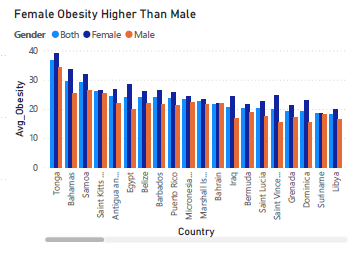 Female Obesity Higher Than Male
Gender Both Female Male
Avg_Obesity
40
30
20
10
0
Tonga
Bahamas
Samoa
Saint Kitts ...
Antigua an...
Egypt
Belize
Barbados
Puerto Rico
Micronesia...
Marshall Is...
Bahrain
Iraq
Bermuda
Saint Lucia
Saint Vince...
Grenada
Dominica
Suriname
Libya
Country